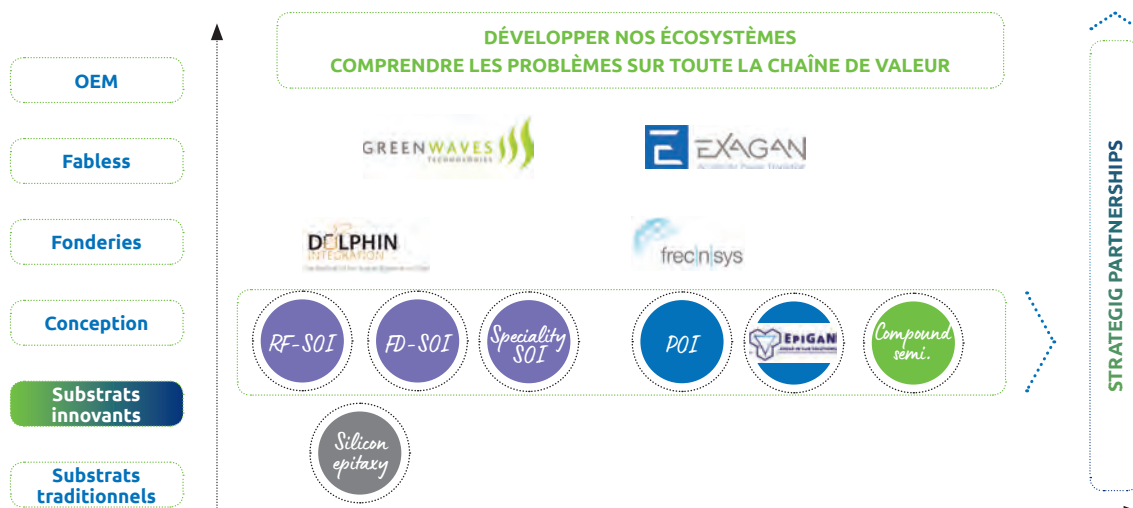 DÉVELOPPER NOS ÉCOSYSTÈMES
COMPRENDRE LES PROBLÈMES SUR TOUTE LA CHAÎNE DE VALEUR
OEM
Fabless
Fonderies
Conception
Substrats
innovants
Substrats
traditionnels
GREENWAVES
TECHNOLOGIES
EXAGAN
DOLPHIN
INTEGRATION
frec|n|sys
RF-SOI
FD-SOI
Speciality
SOI
POI
EPIGAN
Compound
semi.
Silicon
epitaxy
STRATEGIG PARTNERSHIPS